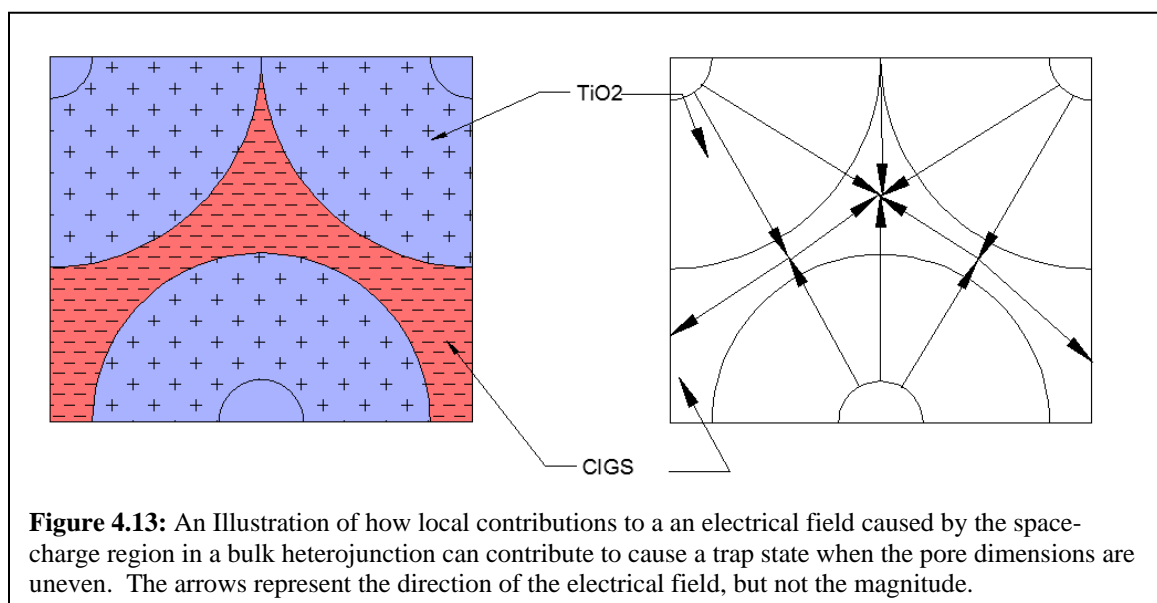 TiO2
CIGS
Figure 4.13: An Illustration of how local contributions to a an electrical field caused by the space-
charge region in a bulk heterojunction can contribute to cause a trap state when the pore dimensions are
uneven. The arrows represent the direction of the electrical field, but not the magnitude.